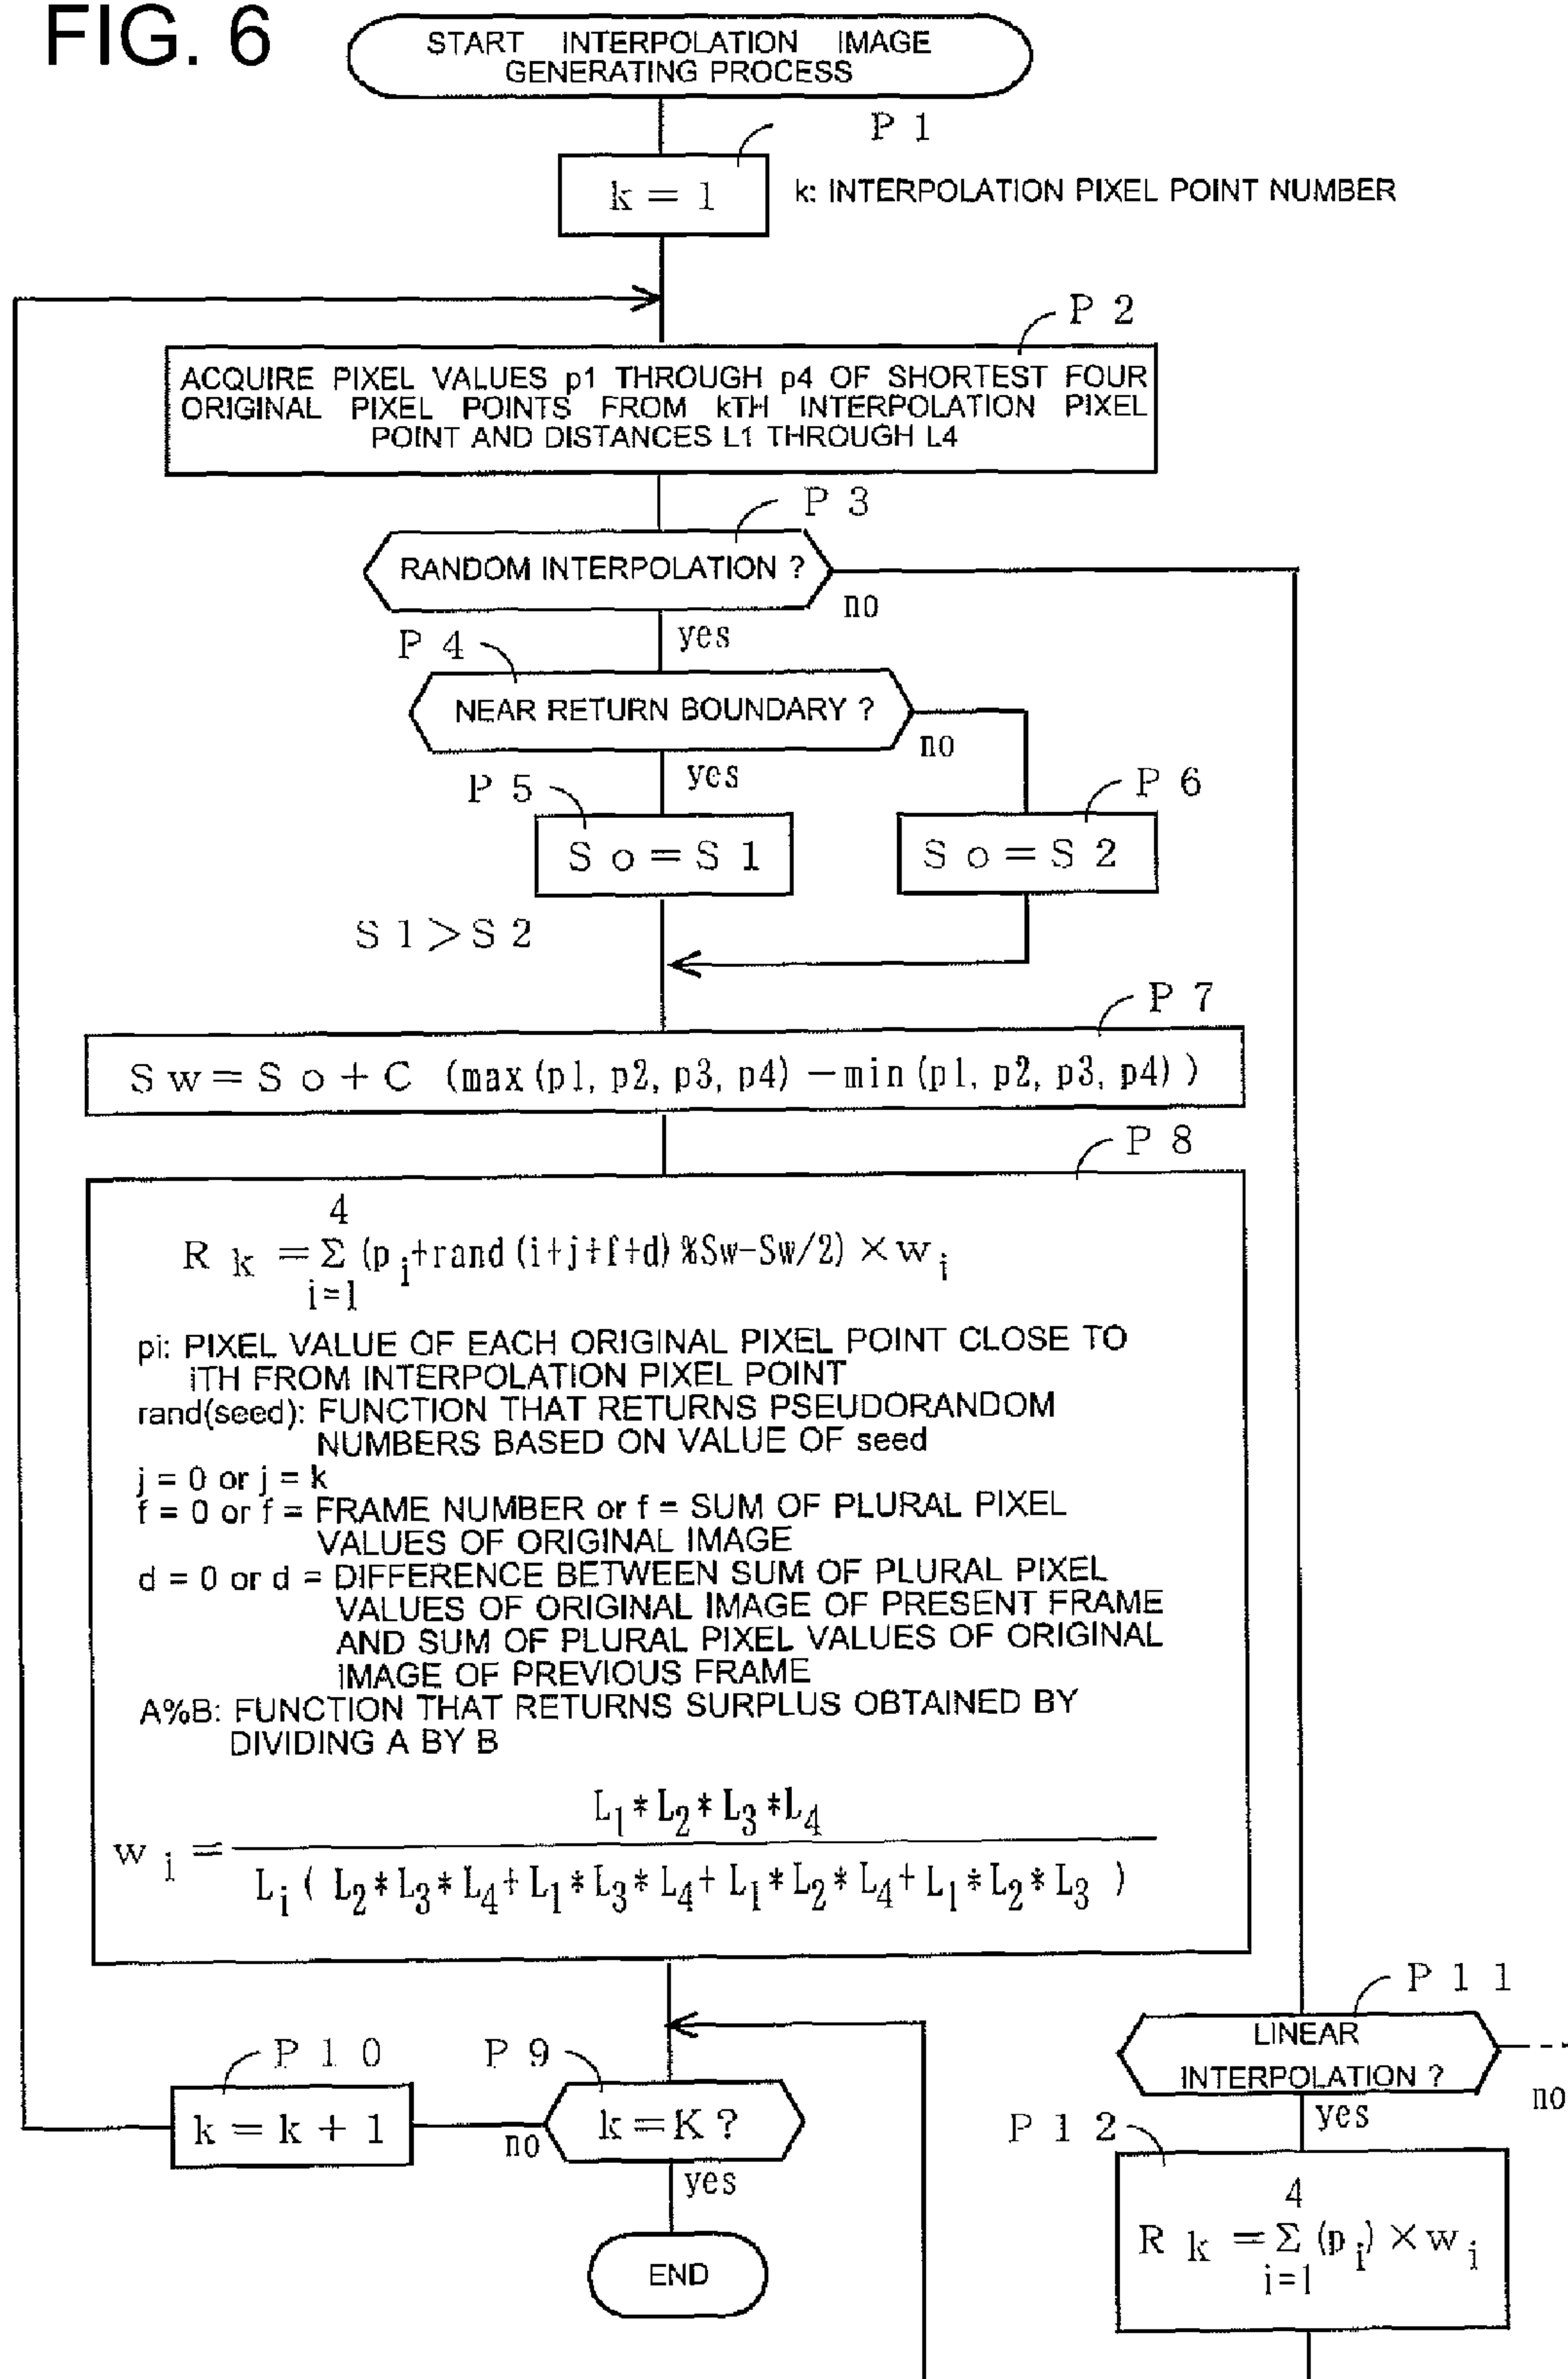 FIG. 6
START INTERPOLATION IMAGE
GENERATING PROCESS
P 1
k = 1
k: INTERPOLATION PIXEL POINT NUMBER
P 2
ACQUIRE PIXEL VALUES p1 THROUGH p4 OF SHORTEST FOUR
ORIGINAL PIXEL POINTS FROM kTH INTERPOLATION PIXEL
POINT AND DISTANCES L1 THROUGH L4
P 3
RANDOM INTERPOLATION ?
no
yes
P 4
NEAR RETURN BOUNDARY ?
no
yes
P 5
S o = S 1
P 6
S o = S 2
S 1 > S 2
P 7
S w = S o + C (max (p1, p2, p3, p4) − min (p1, p2, p3, p4) )
P 8
4
R k = Σ (p i + rand (i+j+f+d) %Sw-Sw/2) × w i
i=1
pi: PIXEL VALUE OF EACH ORIGINAL PIXEL POINT CLOSE TO
iTH FROM INTERPOLATION PIXEL POINT
rand(seed): FUNCTION THAT RETURNS PSEUDORANDOM
NUMBERS BASED ON VALUE OF seed
j = 0 or j = k
f = 0 or f = FRAME NUMBER or f = SUM OF PLURAL PIXEL
VALUES OF ORIGINAL IMAGE
d = 0 or d = DIFFERENCE BETWEEN SUM OF PLURAL PIXEL
VALUES OF ORIGINAL IMAGE OF PRESENT FRAME
AND SUM OF PLURAL PIXEL VALUES OF ORIGINAL
IMAGE OF PREVIOUS FRAME
A%B: FUNCTION THAT RETURNS SURPLUS OBTAINED BY
DIVIDING A BY B
L1 * L2 * L3 * L4
w i =
Li ( L2 * L3 * L4 + L1 * L3 * L4 + L1 * L2 * L4 + L1 * L2 * L3 )
P 1 0
k = k + 1
P 9
k = K ?
no
yes
END
P 1 1
LINEAR
INTERPOLATION ?
no
yes
P 1 2
4
R k = Σ (p i) × w i
i=1